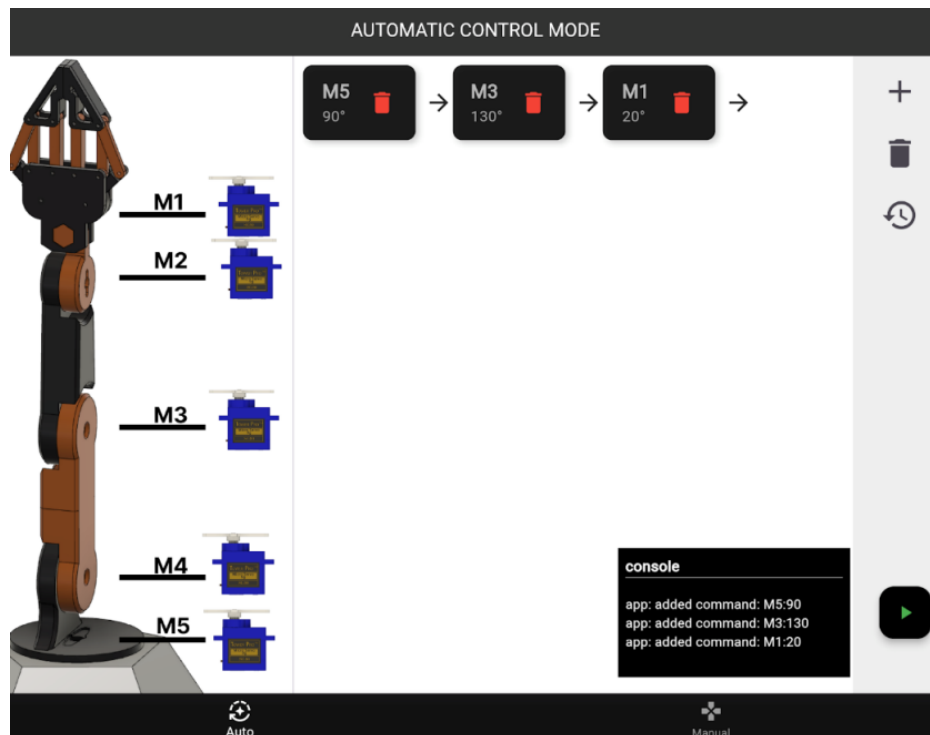 AUTOMATIC CONTROL MODE
M5
90°
M3
130°
M1
20°
M1
M2
M3
M4
M5
console
app: added command: M5:90
app: added command: M3:130
app: added command: M1:20
Auto
Manual